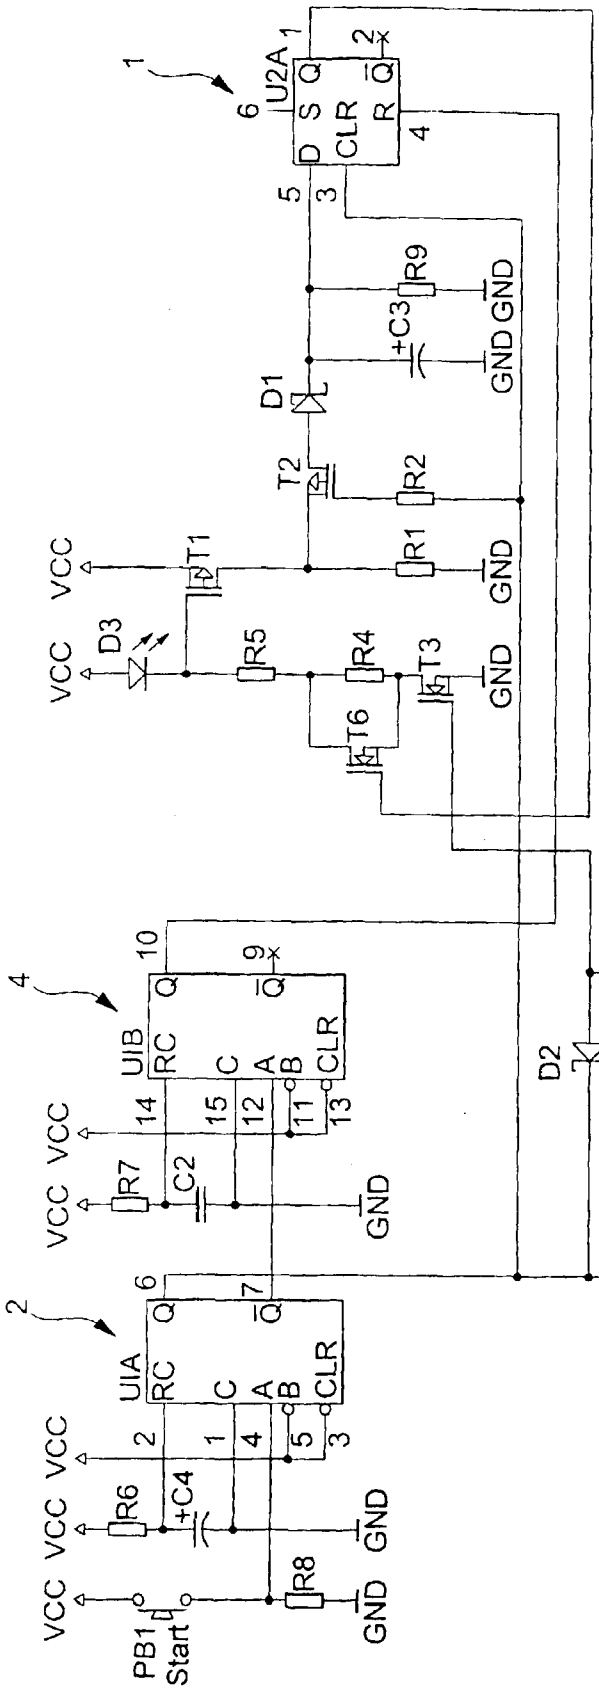 2
4
1
VCC
VCC
VCC
PB1
Start
R6
+C4
R8
GND
GND
UIA
2
1
4
5
3
RC
C
A
B
CLR
Q
Q
6
7
VCC
VCC
R7
C2
GND
UIB
14
15
12
11
13
RC
C
A
B
CLR
Q
Q
10
9
D2
VCC
VCC
D3
T1
R5
R4
T6
T3
GND
R1
GND
T2
R2
D1
+C3
GND
R9
GND
U2A
6
5
3
D
S
CLR
R
Q
Q
1
2
4